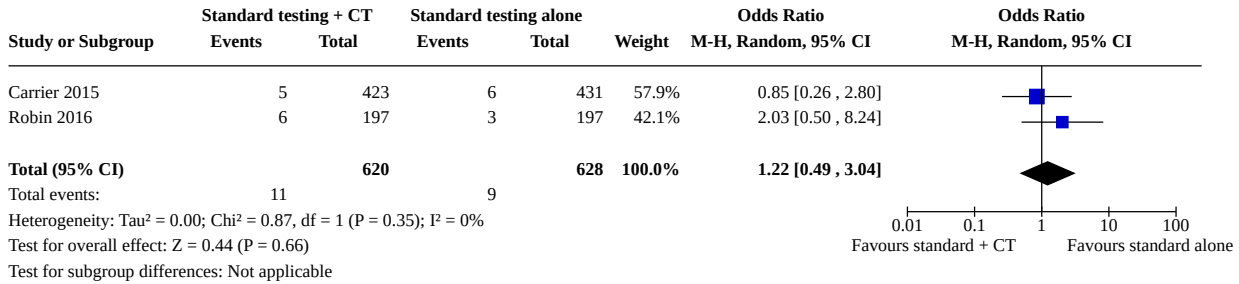 Standard testing + CT Standard testing alone Odds Ratio Odds Ratio
Study or Subgroup Events Total Events Total Weight M-H, Random, 95% CI M-H, Random, 95% CI
Carrier 2015 5 423 6 431 57.9% 0.85 [0.26 , 2.80]
Robin 2016 6 197 3 197 42.1% 2.03 [0.50 , 8.24]
Total (95% CI) 620 628 100.0% 1.22 [0.49 , 3.04]
Total events: 11 9
Heterogeneity: Tau² = 0.00; Chi² = 0.87, df = 1 (P = 0.35); I² = 0%
0.01 0.1 1 10 100
Test for overall effect: Z = 0.44 (P = 0.66)
Favours standard + CT Favours standard alone
Test for subgroup differences: Not applicable